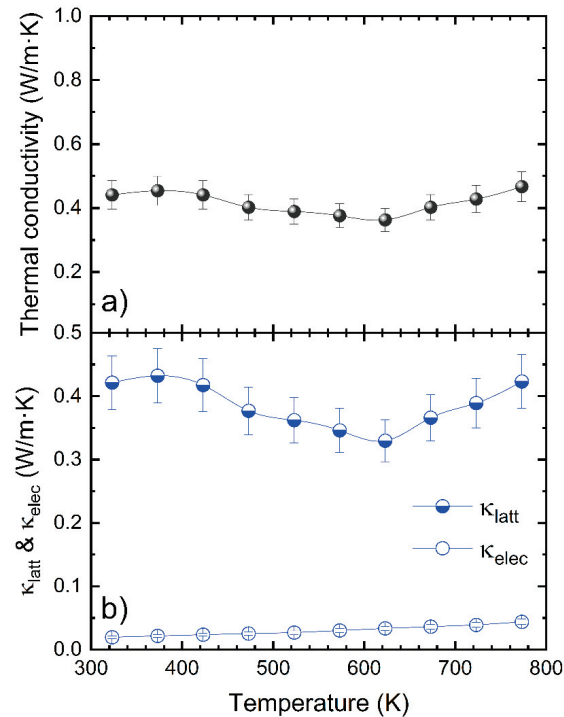 1.0
0.8
0.6
0.4
0.2
Thermal conductivity (W/m·K)
a)
0.5
0.4
0.3
0.2
0.1
0.0
κlatt & κelec (W/m·K)
κlatt
κelec
b)
300 400 500 600 700 800
Temperature (K)